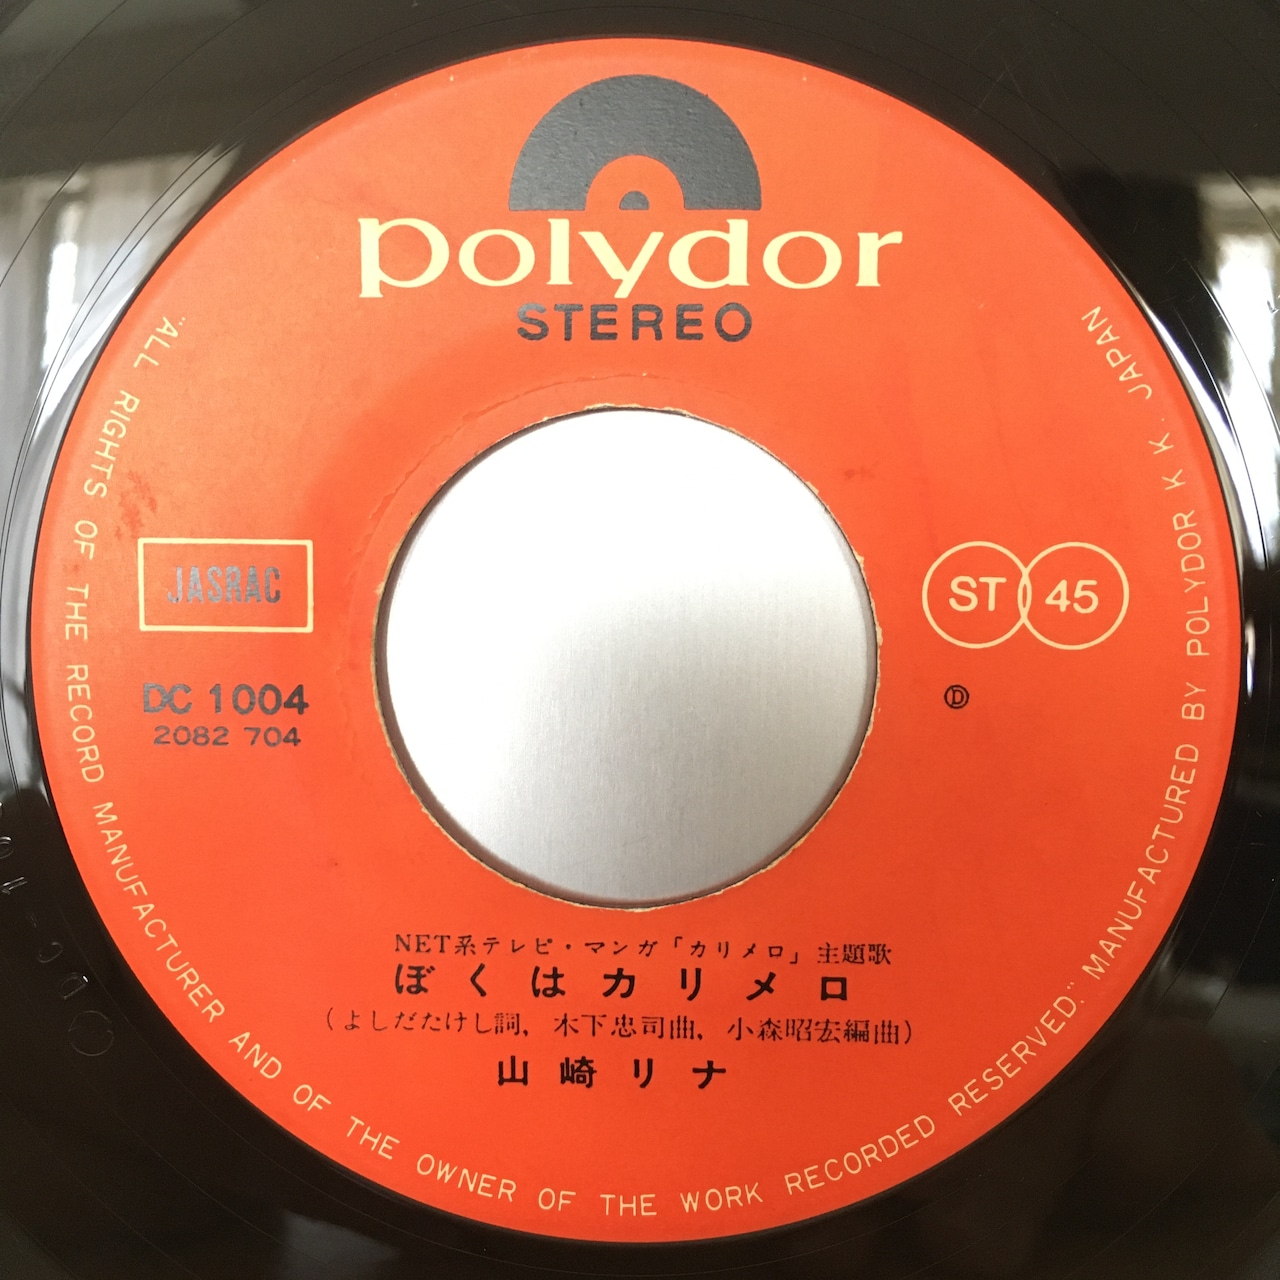 polydor
STEREO
JASRAC
DC 1004
2082 704
ST 45
Ⓓ
NET系テレビ・マンガ「カリメロ」主題歌
ぼくはカリメロ
(よしだたけし詞, 木下忠司曲, 小森昭宏編曲)
山崎リナ
"ALL RIGHTS OF THE RECORD MANUFACTURER AND OF THE OWNER OF THE WORK RECORDED RESERVED." MANUFACTURED BY POLYDOR K.K. JAPAN